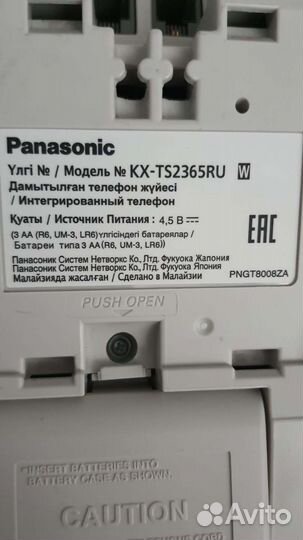 Panasonic
Үлгі № / Модель № KX-TS2365RU W
Дамытылған телефон жүйесі
/ Интегрированный телефон
Қуаты / Источник Питания : 4,5 В
(3 AA (R6, UM-3, LR6) үлгісіндегі батареялар /
Батареи типа 3 AA (R6, UM-3, LR6))
EAC
Панасоник Систем Нетворкс Ко., Лтд. Фукуока Жапония
Панасоник Систем Нетворкс Ко., Лтд. Фукуока Япония
Малайзияда жасалған / Сделано в Малайзии
PNGT8008ZA
PUSH OPEN
INSERT BATTERIES INTO
BATTERY CASE AS SHOWN.
CAUTION
CORD
Avito